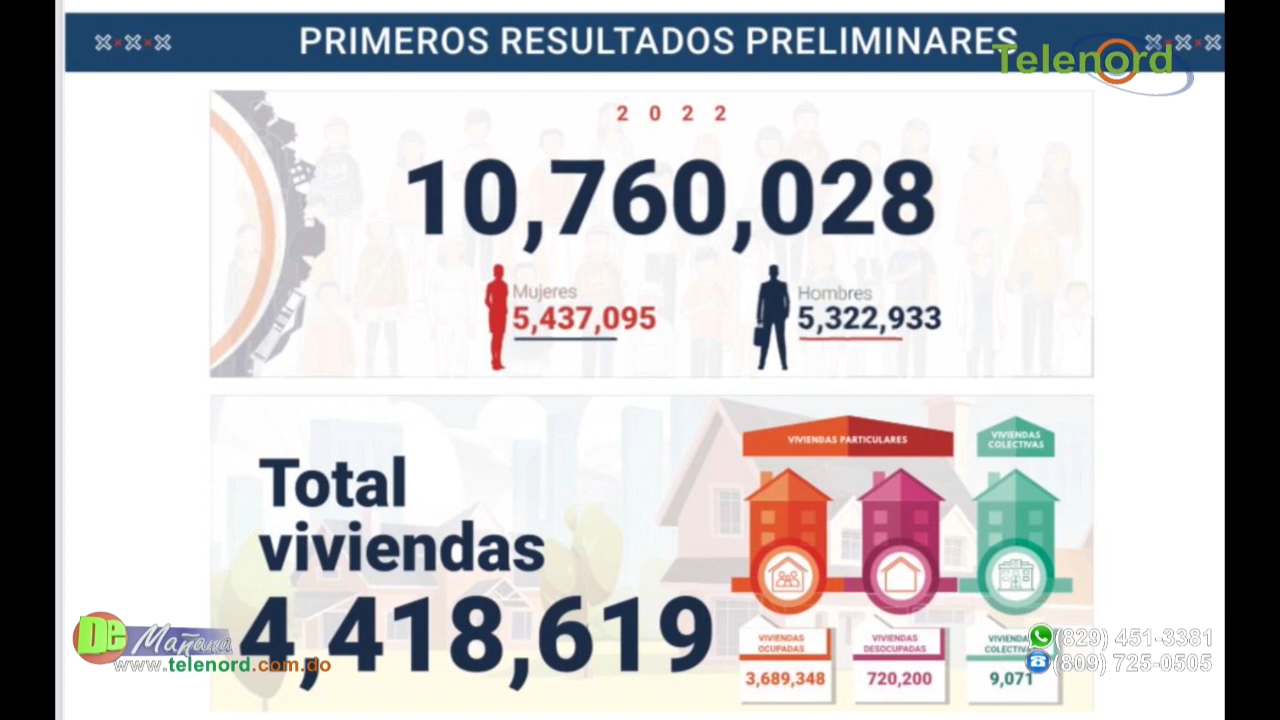 PRIMEROS RESULTADOS PRELIMINARES
Telenord
2022
10,760,028
Mujeres
5,437,095
Hombres
5,322,933
Total
viviendas
4,418,619
VIVIENDAS PARTICULARES
VIVIENDAS
COLECTIVAS
VIVIENDAS
OCUPADAS
3,689,348
VIVIENDAS
DESOCUPADAS
720,200
VIVIENDAS
COLECTIVAS
9,071
De Mañana
www.telenord.com.do
(829) 451-3381
(809) 725-0505